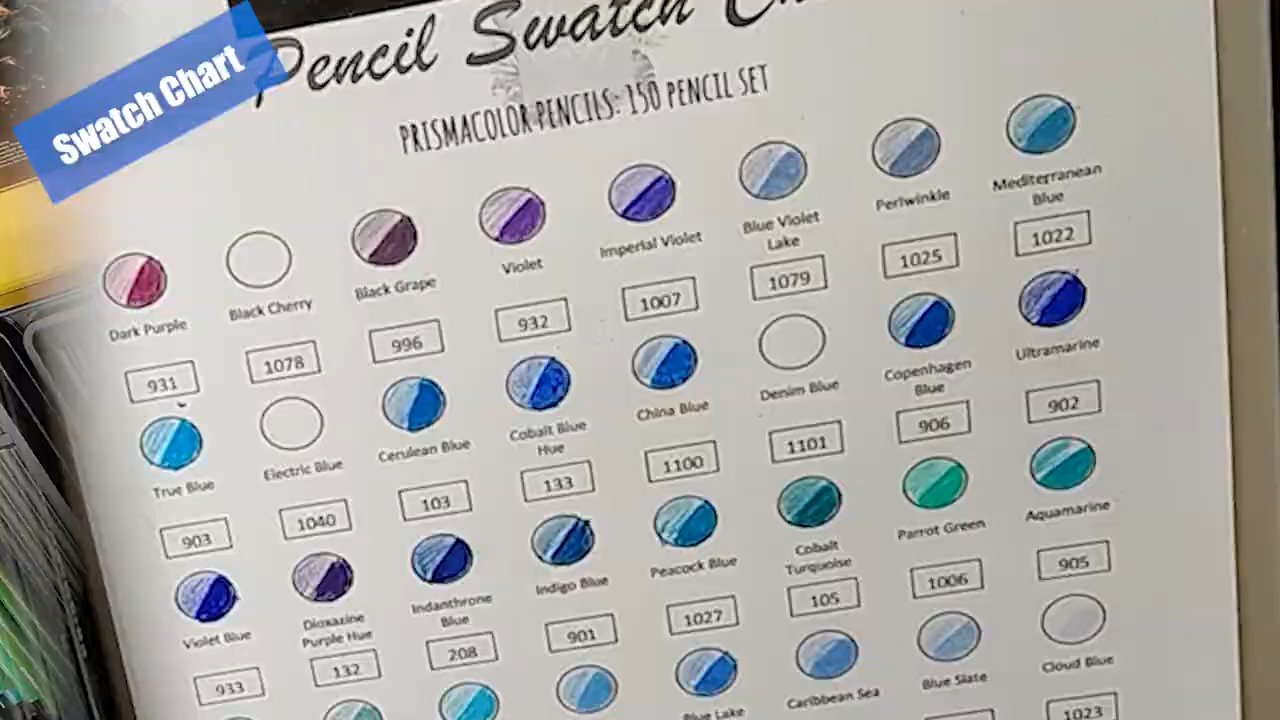 Swatch Chart
Pencil Swatch
PRISMACOLOR PENCILS: 150 PENCIL SET
Dark Purple
Black Cherry
Black Grape
Violet
Imperial Violet
Blue Violet
Lake
Periwinkle
Mediterranean
Blue
931
1078
996
932
1007
1079
1025
1022
True Blue
Electric Blue
Cerulean Blue
Cobalt Blue
Hue
China Blue
Denim Blue
Copenhagen
Blue
Ultramarine
903
1040
103
133
1100
1101
906
902
Violet Blue
Dioxazine
Purple Hue
Indanthrone
Blue
Indigo Blue
Peacock Blue
Cobalt
Turquoise
Parrot Green
Aquamarine
933
132
208
901
1027
105
1006
905
Blue Lake
Caribbean Sea
Blue Slate
Cloud Blue
1023